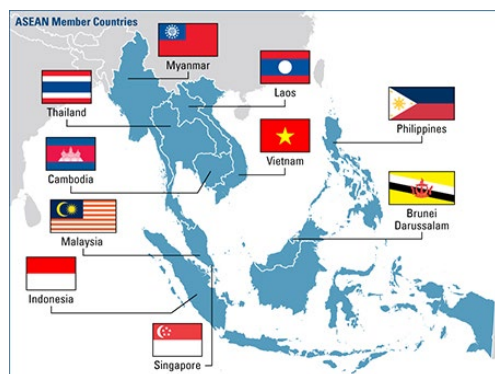 ASEAN Member Countries
Myanmar
Laos
Thailand
Philippines
Vietnam
Cambodia
Brunei
Darussalam
Malaysia
Indonesia
Singapore